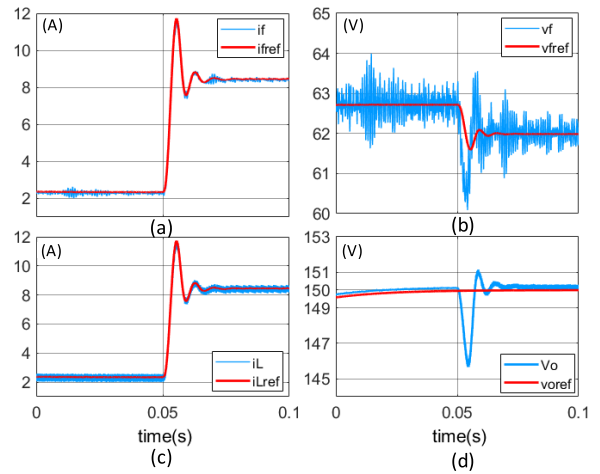 (A)
if
ifref
12
10
8
6
4
2
(a)
(V)
vf
vfref
65
64
63
62
61
60
(b)
(A)
iL
iLref
12
10
8
6
4
2
0
0.05
0.1
time(s)
(c)
(V)
Vo
voref
153
151
150
149
147
145
144
0
0.05
0.1
time(s)
(d)